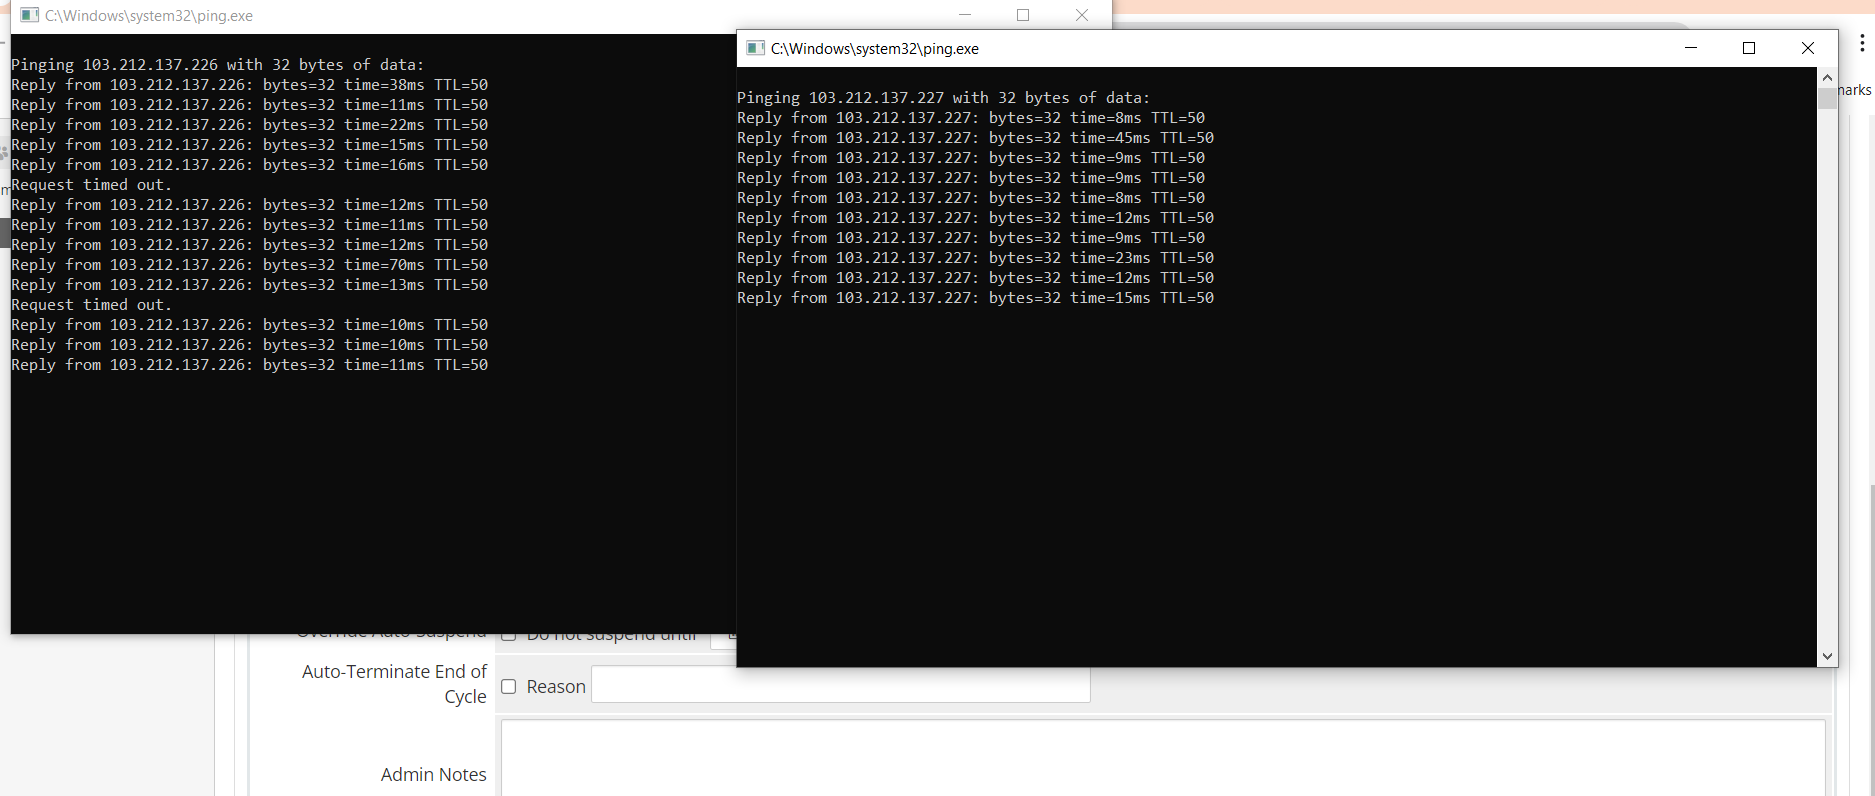 C:\Windows\system32\ping.exe
Pinging 103.212.137.226 with 32 bytes of data:
Reply from 103.212.137.226: bytes=32 time=38ms TTL=50
Reply from 103.212.137.226: bytes=32 time=11ms TTL=50
Reply from 103.212.137.226: bytes=32 time=22ms TTL=50
Reply from 103.212.137.226: bytes=32 time=15ms TTL=50
Reply from 103.212.137.226: bytes=32 time=16ms TTL=50
Request timed out.
Reply from 103.212.137.226: bytes=32 time=12ms TTL=50
Reply from 103.212.137.226: bytes=32 time=11ms TTL=50
Reply from 103.212.137.226: bytes=32 time=12ms TTL=50
Reply from 103.212.137.226: bytes=32 time=70ms TTL=50
Reply from 103.212.137.226: bytes=32 time=13ms TTL=50
Request timed out.
Reply from 103.212.137.226: bytes=32 time=10ms TTL=50
Reply from 103.212.137.226: bytes=32 time=10ms TTL=50
Reply from 103.212.137.226: bytes=32 time=11ms TTL=50
C:\Windows\system32\ping.exe
Pinging 103.212.137.227 with 32 bytes of data:
Reply from 103.212.137.227: bytes=32 time=8ms TTL=50
Reply from 103.212.137.227: bytes=32 time=45ms TTL=50
Reply from 103.212.137.227: bytes=32 time=9ms TTL=50
Reply from 103.212.137.227: bytes=32 time=9ms TTL=50
Reply from 103.212.137.227: bytes=32 time=8ms TTL=50
Reply from 103.212.137.227: bytes=32 time=12ms TTL=50
Reply from 103.212.137.227: bytes=32 time=9ms TTL=50
Reply from 103.212.137.227: bytes=32 time=23ms TTL=50
Reply from 103.212.137.227: bytes=32 time=12ms TTL=50
Reply from 103.212.137.227: bytes=32 time=15ms TTL=50
marks
Override Auto-Suspend Do not suspend until
Auto-Terminate End of
Cycle
Reason
Admin Notes